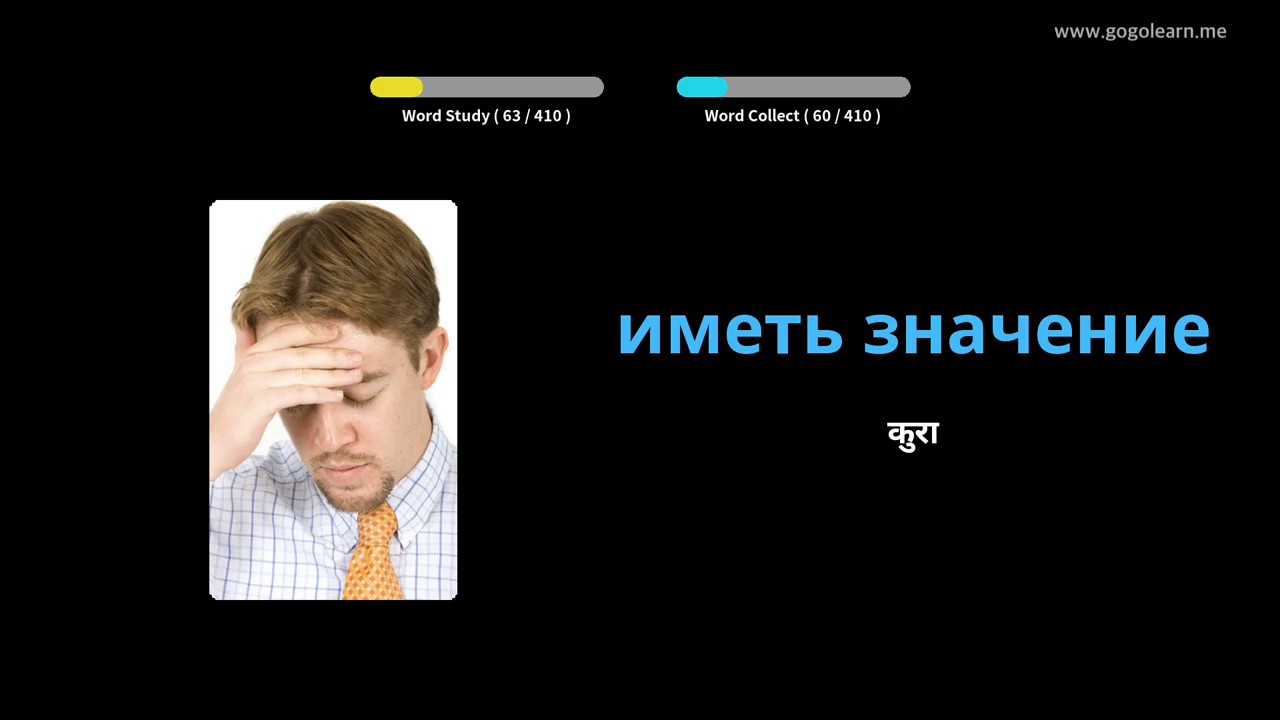 www.gogolearn.me
Word Study ( 63 / 410 )
Word Collect ( 60 / 410 )
иметь значение
कुरा